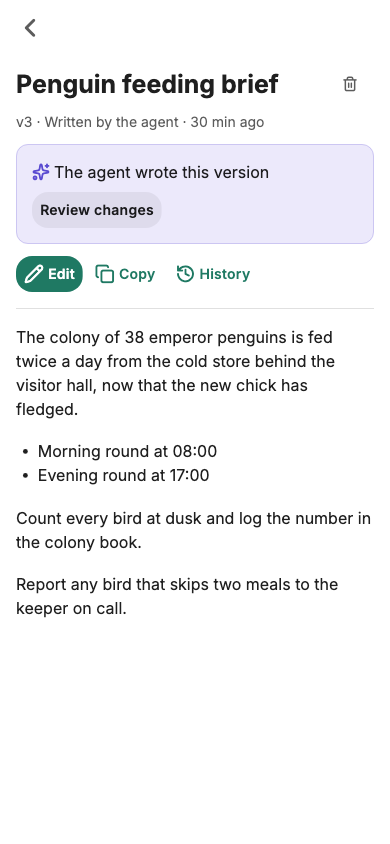 Penguin feeding brief
v3 · Written by the agent · 30 min ago
The agent wrote this version
Review changes
Edit Copy History
The colony of 38 emperor penguins is fed
twice a day from the cold store behind the
visitor hall, now that the new chick has
fledged.
• Morning round at 08:00
• Evening round at 17:00
Count every bird at dusk and log the number in
the colony book.
Report any bird that skips two meals to the
keeper on call.